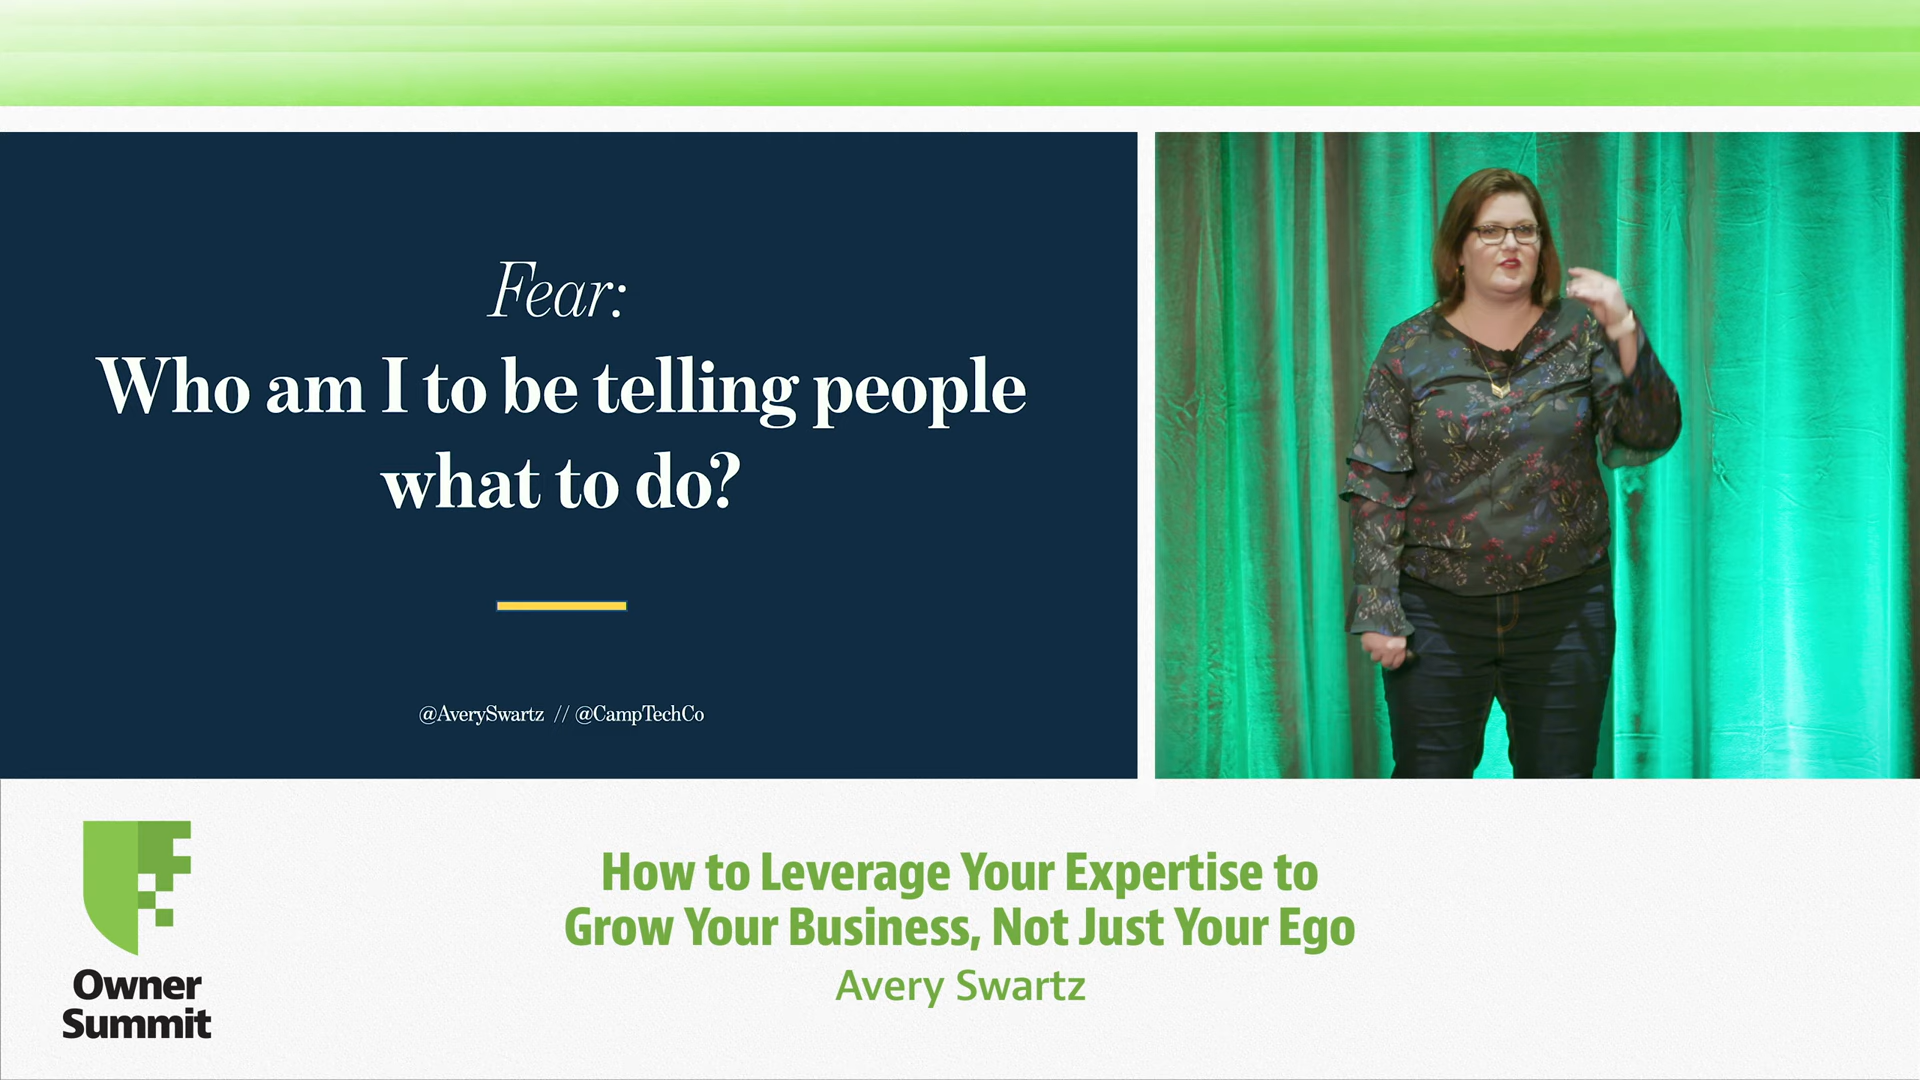 Fear:
Who am I to be telling people
what to do?
@AverySwartz // @CampTechCo
How to Leverage Your Expertise to
Grow Your Business, Not Just Your Ego
Avery Swartz
Owner
Summit